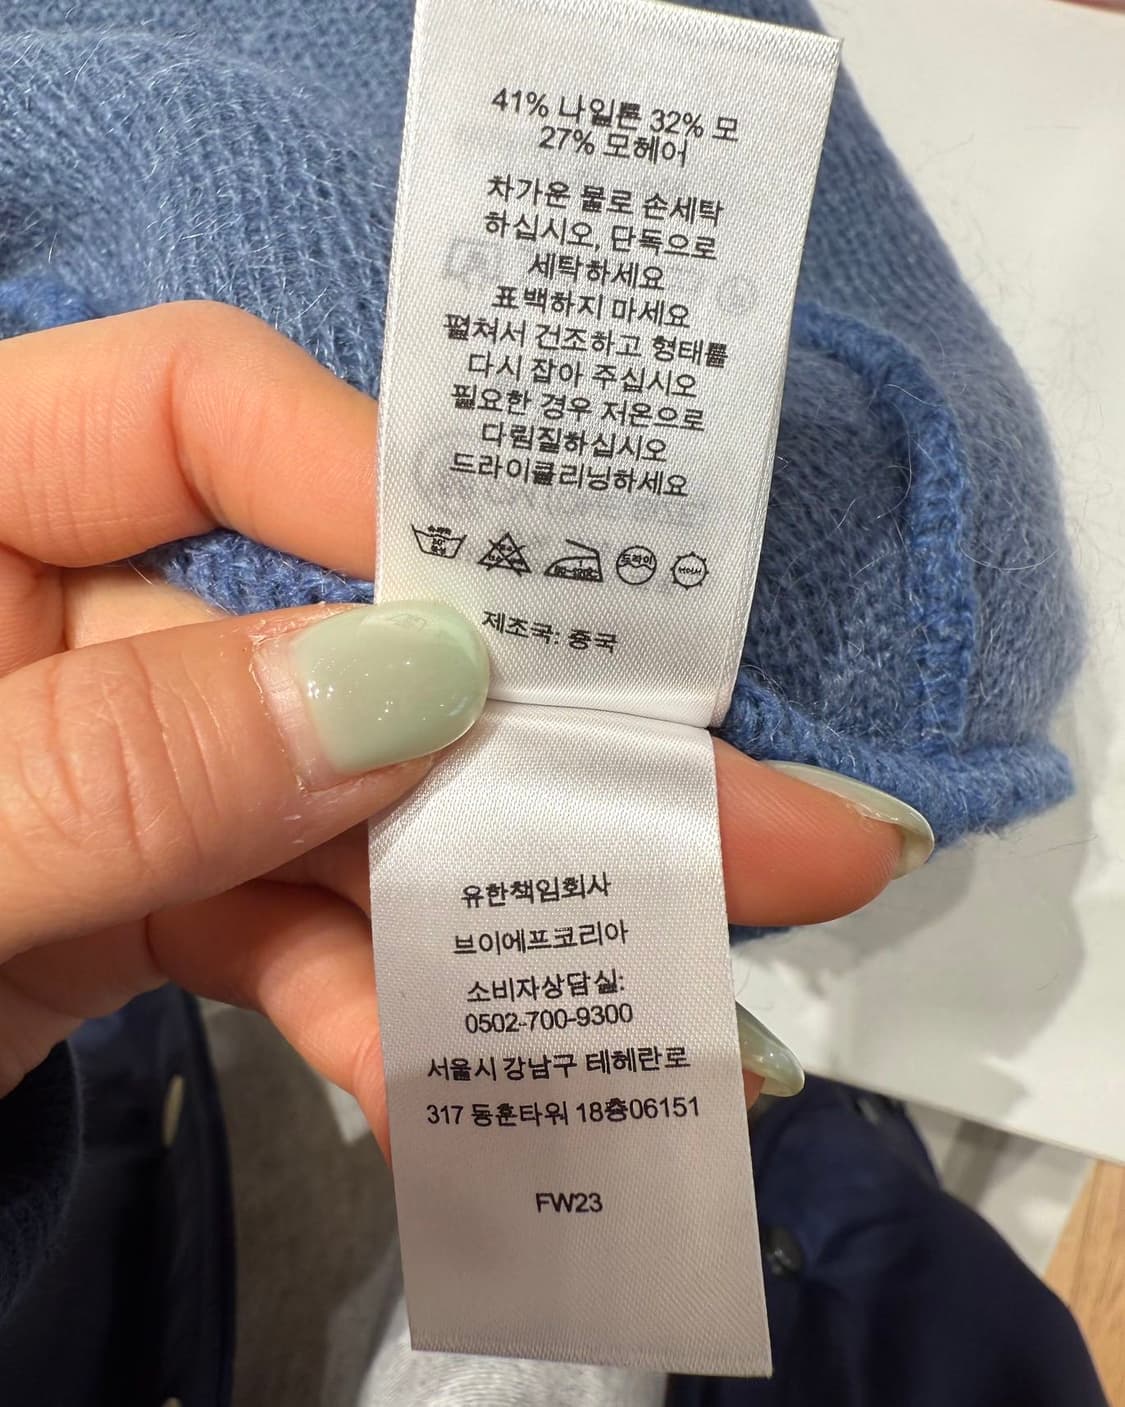 41% 나일론 32% 모
27% 모헤어
차가운 물로 손세탁
하십시오, 단독으로
세탁하세요
표백하지 마세요
펼쳐서 건조하고 형태를
다시 잡아 주십시오
필요한 경우 저온으로
다림질하십시오
드라이클리닝하세요
드라이
제조국: 중국
유한책임회사
브이에프코리아
소비자상담실:
0502-700-9300
서울시 강남구 테헤란로
317 동훈타워 18층06151
FW23